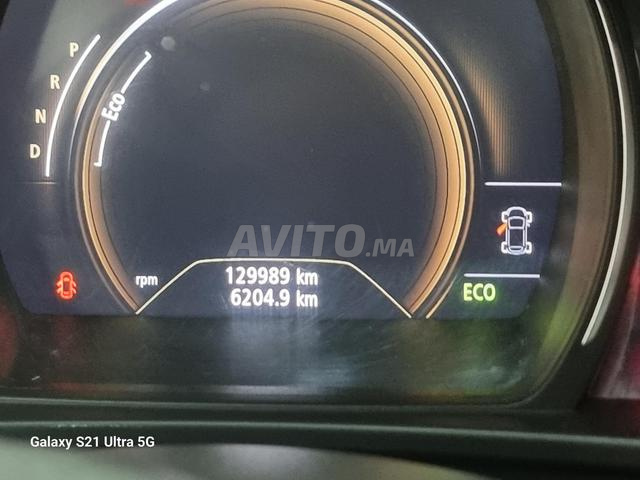 P
R
N
D
Eco
AVITO.MA
rpm
129989 km
6204.9 km
ECO
Galaxy S21 Ultra 5G